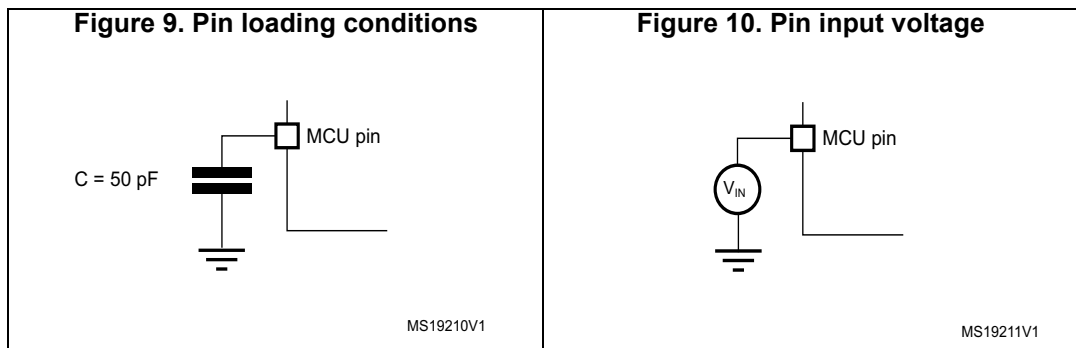 Figure 9. Pin loading conditions
MCU pin
C = 50 pF
MS19210V1
Figure 10. Pin input voltage
MCU pin
VIN
MS19211V1